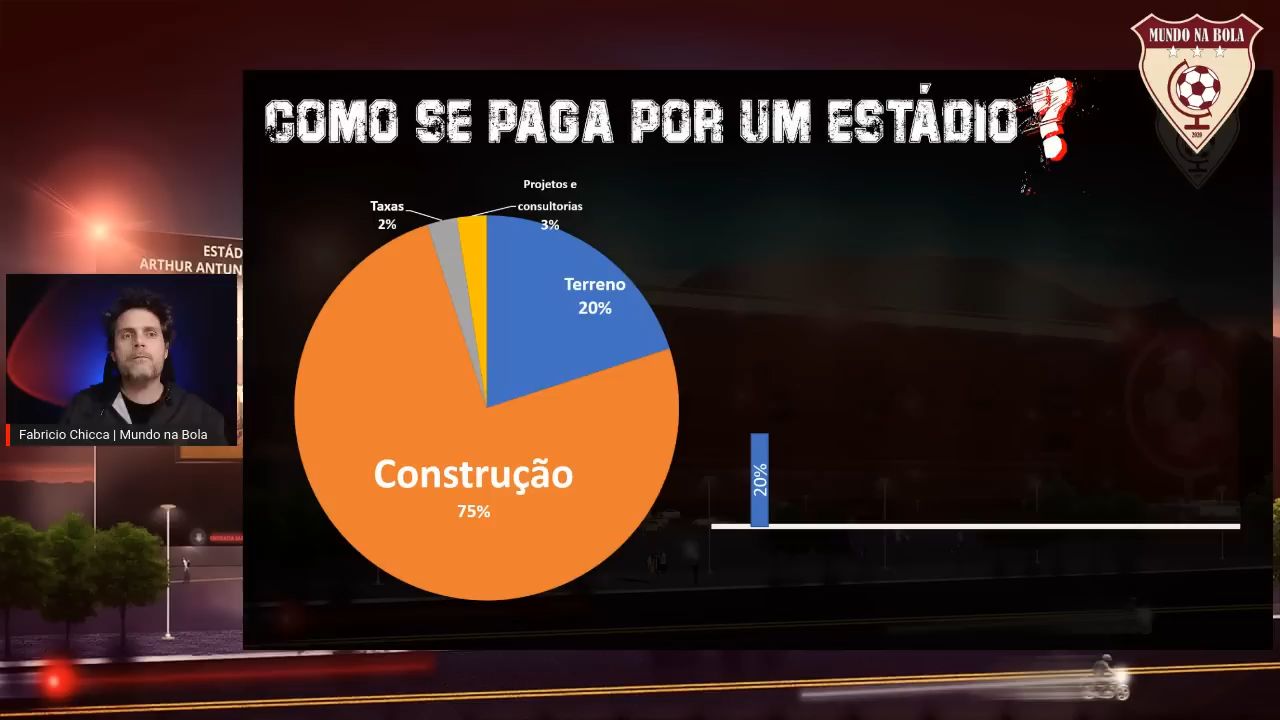 MUNDO NA BOLA
2020
COMO SE PAGA POR UM ESTÁDIO?
Projetos e
consultorias
3%
Taxas
2%
Terreno
20%
Construção
75%
20%
ESTÁD
ARTHUR ANTUN
Fabricio Chicca | Mundo na Bola